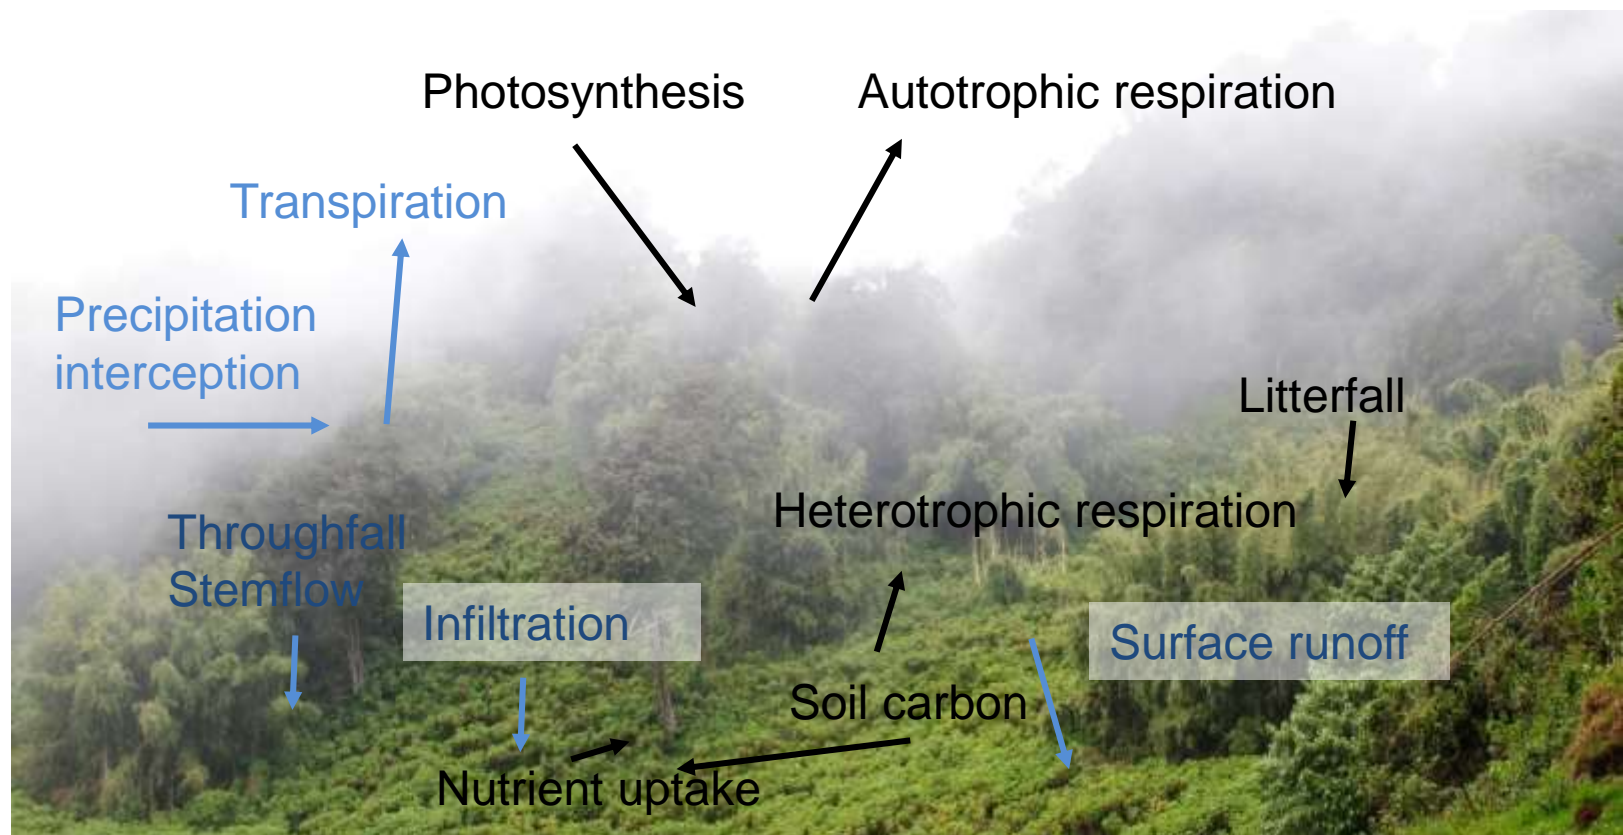 Photosynthesis
Autotrophic respiration
Transpiration
Precipitation
interception
Litterfall
Heterotrophic respiration
Throughfall
Stemflow
Infiltration
Surface runoff
Soil carbon
Nutrient uptake